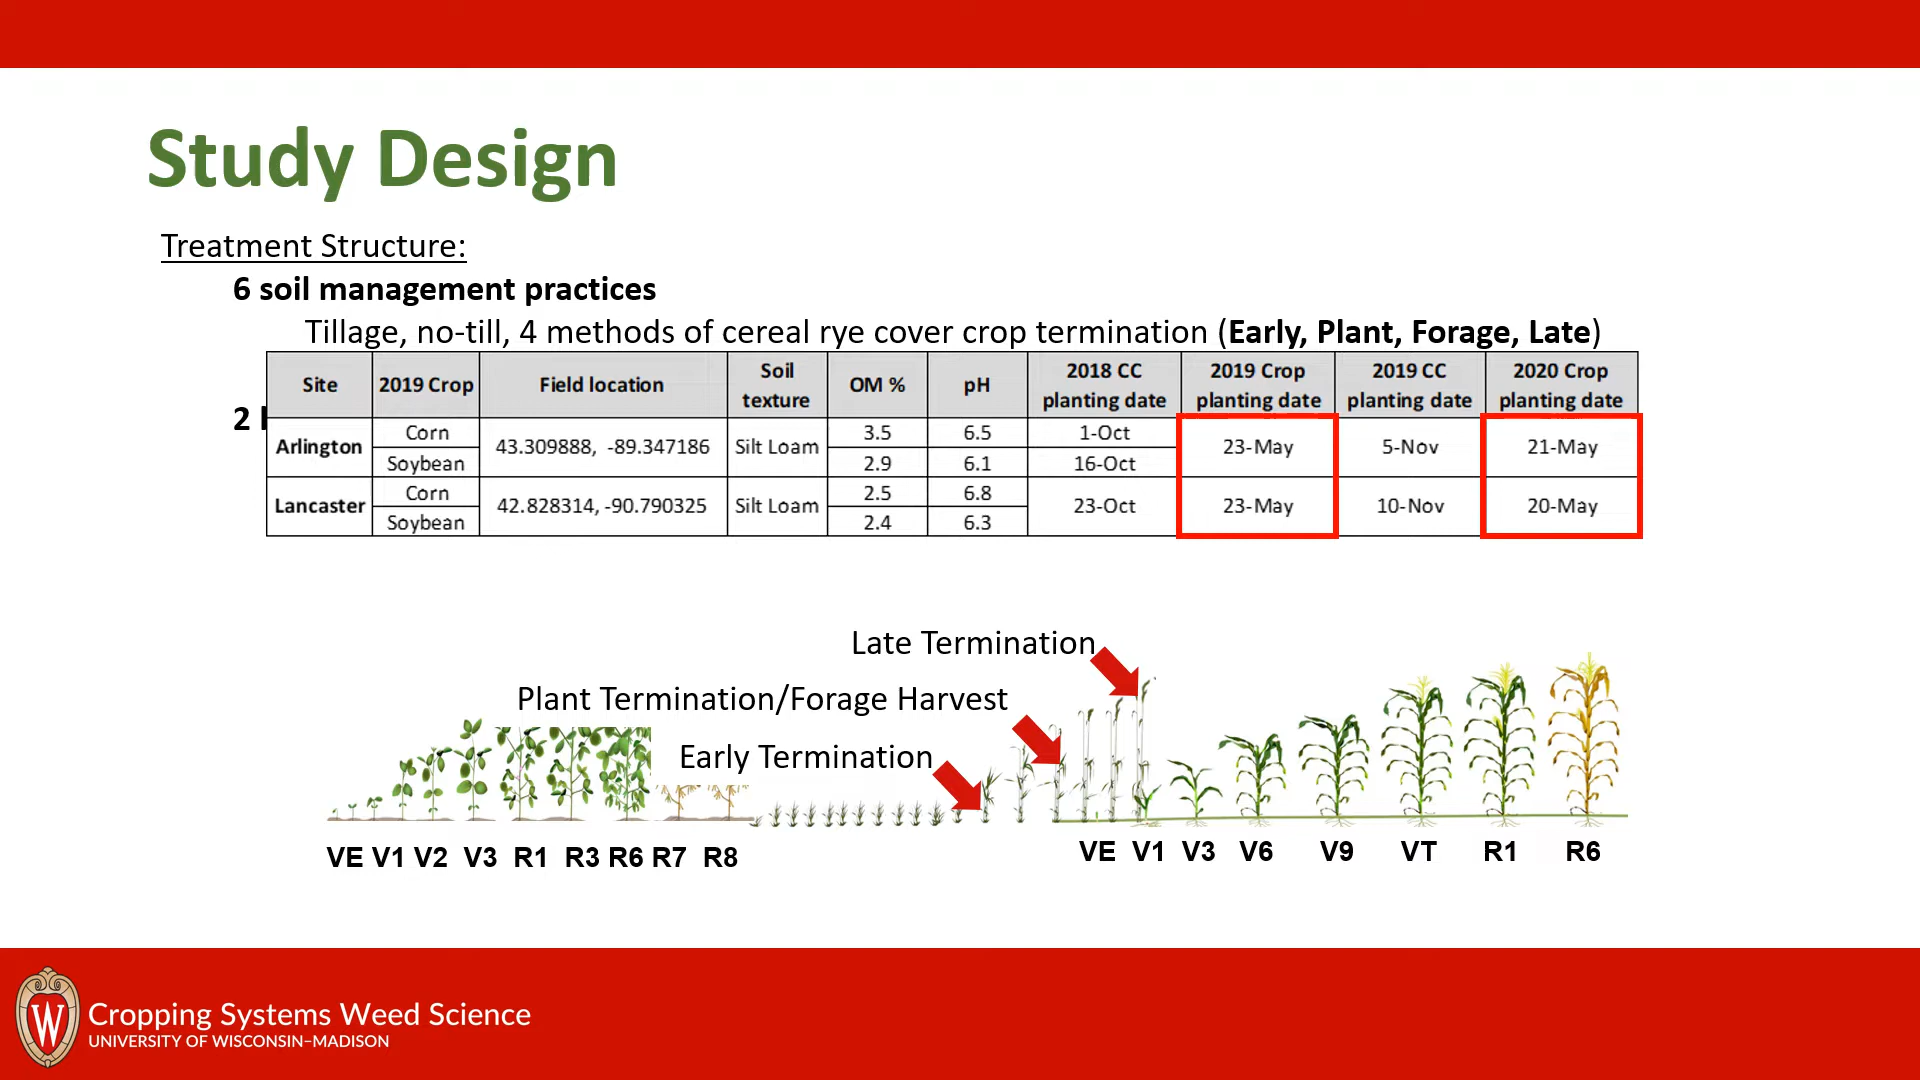 Study Design
Treatment Structure:
6 soil management practices
Tillage, no-till, 4 methods of cereal rye cover crop termination (Early, Plant, Forage, Late)
2
Site 2019 Crop Field location Soil texture OM % pH 2018 CC planting date 2019 Crop planting date 2019 CC planting date 2020 Crop planting date
Arlington Corn 43.309888, -89.347186 Silt Loam 3.5 6.5 1-Oct 23-May 5-Nov 21-May
Soybean 2.9 6.1 16-Oct
Lancaster Corn 42.828314, -90.790325 Silt Loam 2.5 6.8 23-Oct 23-May 10-Nov 20-May
Soybean 2.4 6.3
Late Termination
Plant Termination/Forage Harvest
Early Termination
VE V1 V2 V3 R1 R3 R6 R7 R8
VE V1 V3 V6 V9 VT R1 R6
W
Cropping Systems Weed Science
UNIVERSITY OF WISCONSIN–MADISON